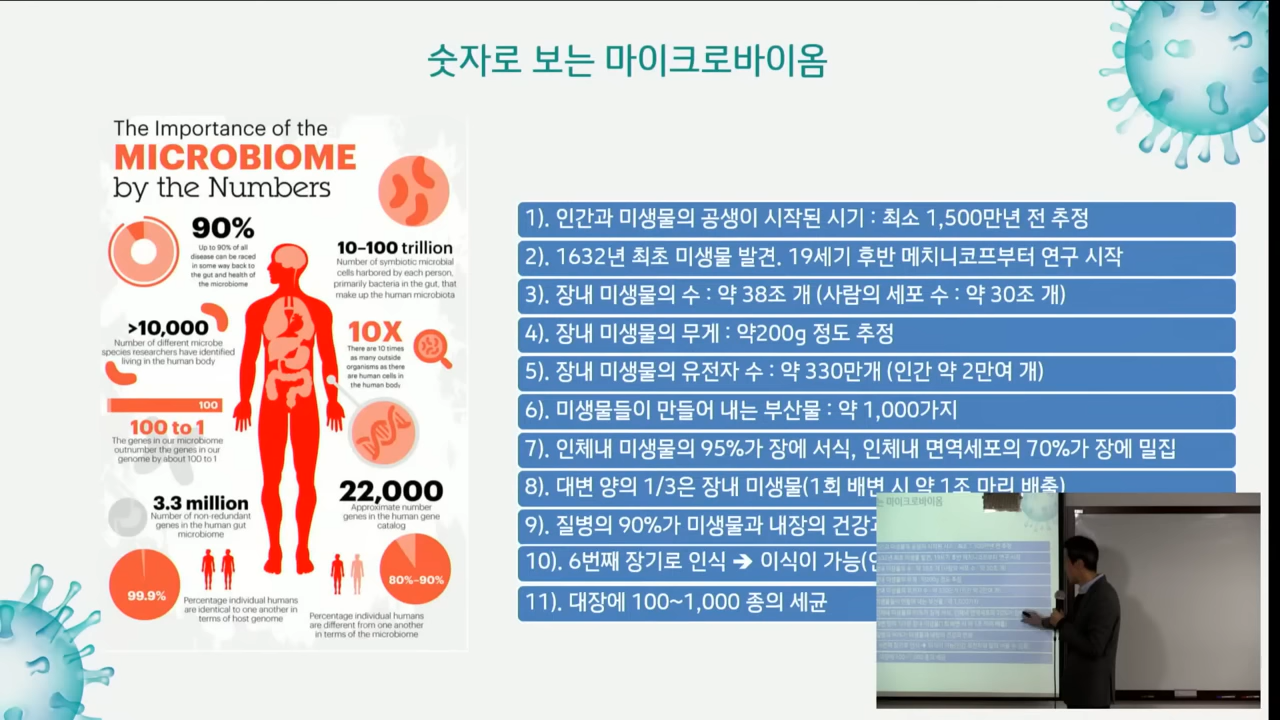 숫자로 보는 마이크로바이옴
The Importance of the
MICROBIOME
by the Numbers
90%
Up to 90% of all
disease can be raced
in some way back to
the gut and health of
the microbiome
10–100 trillion
Number of symbiotic microbial
cells harbored by each person,
primarily bacteria in the gut, that
make up the human microbiota
>10,000
Number of different microbe
species researchers have identified
living in the human body
10X
There are 10 times
as many outside
organisms as there
are human cells in
the human body
100
100 to 1
The genes in our microbiome
outnumber the genes in our
genome by about 100 to 1
3.3 million
Number of non-redundant
genes in the human gut
microbiome
22,000
Approximate number
genes in the human gene
catalog
99.9%
Percentage individual humans
are identical to one another in
terms of host genome
80%–90%
Percentage individual humans
are different from one another
in terms of the microbiome
1). 인간과 미생물의 공생이 시작된 시기 : 최소 1,500만년 전 추정
2). 1632년 최초 미생물 발견. 19세기 후반 메치니코프부터 연구 시작
3). 장내 미생물의 수 : 약 38조 개 (사람의 세포 수 : 약 30조 개)
4). 장내 미생물의 무게 : 약200g 정도 추정
5). 장내 미생물의 유전자 수 : 약 330만개 (인간 약 2만여 개)
6). 미생물들이 만들어 내는 부산물 : 약 1,000가지
7). 인체내 미생물의 95%가 장에 서식, 인체내 면역세포의 70%가 장에 밀집
8). 대변 양의 1/3은 장내 미생물(1회 배변 시 약 1조 마리 배출)
9). 질병의 90%가 미생물과 내장의 건강과
10). 6번째 장기로 인식 ➔ 이식이 가능
11). 대장에 100~1,000 종의 세균
마이크로바이옴